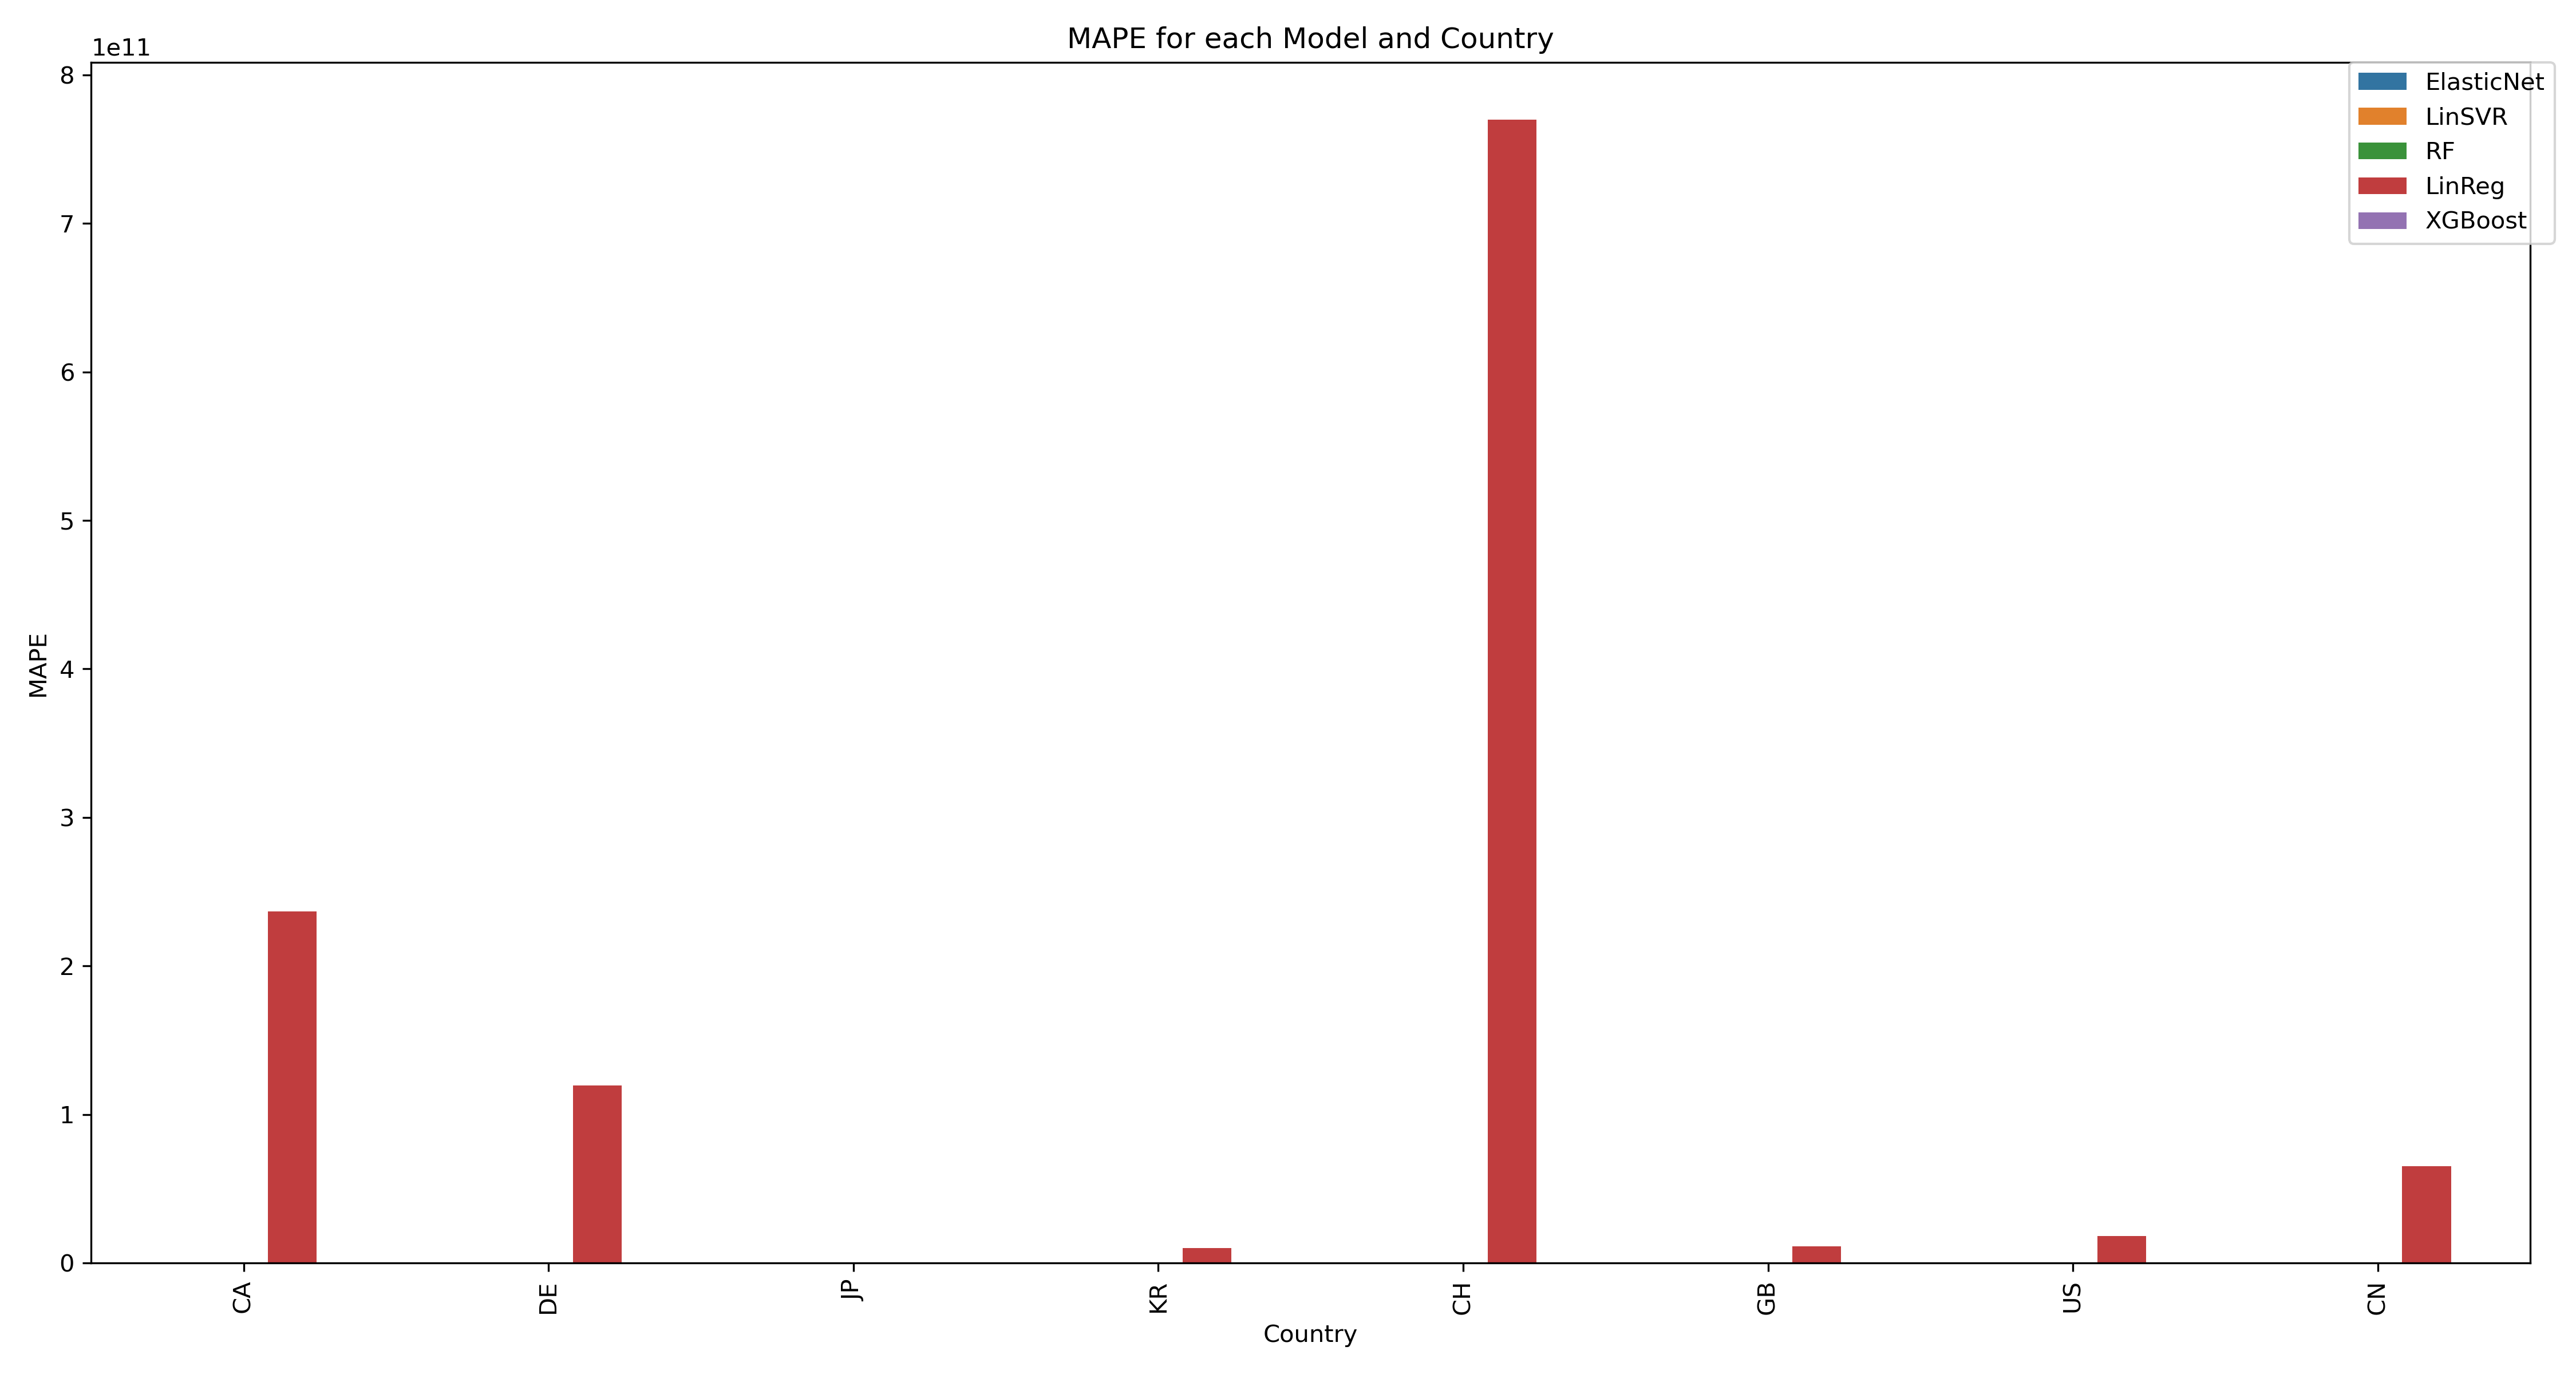 MAPE for each Model and Country
1e11
8
7
6
5
4
3
2
1
0
MAPE
CA
DE
JP
KR
CH
GB
US
CN
Country
ElasticNet
LinSVR
RF
LinReg
XGBoost